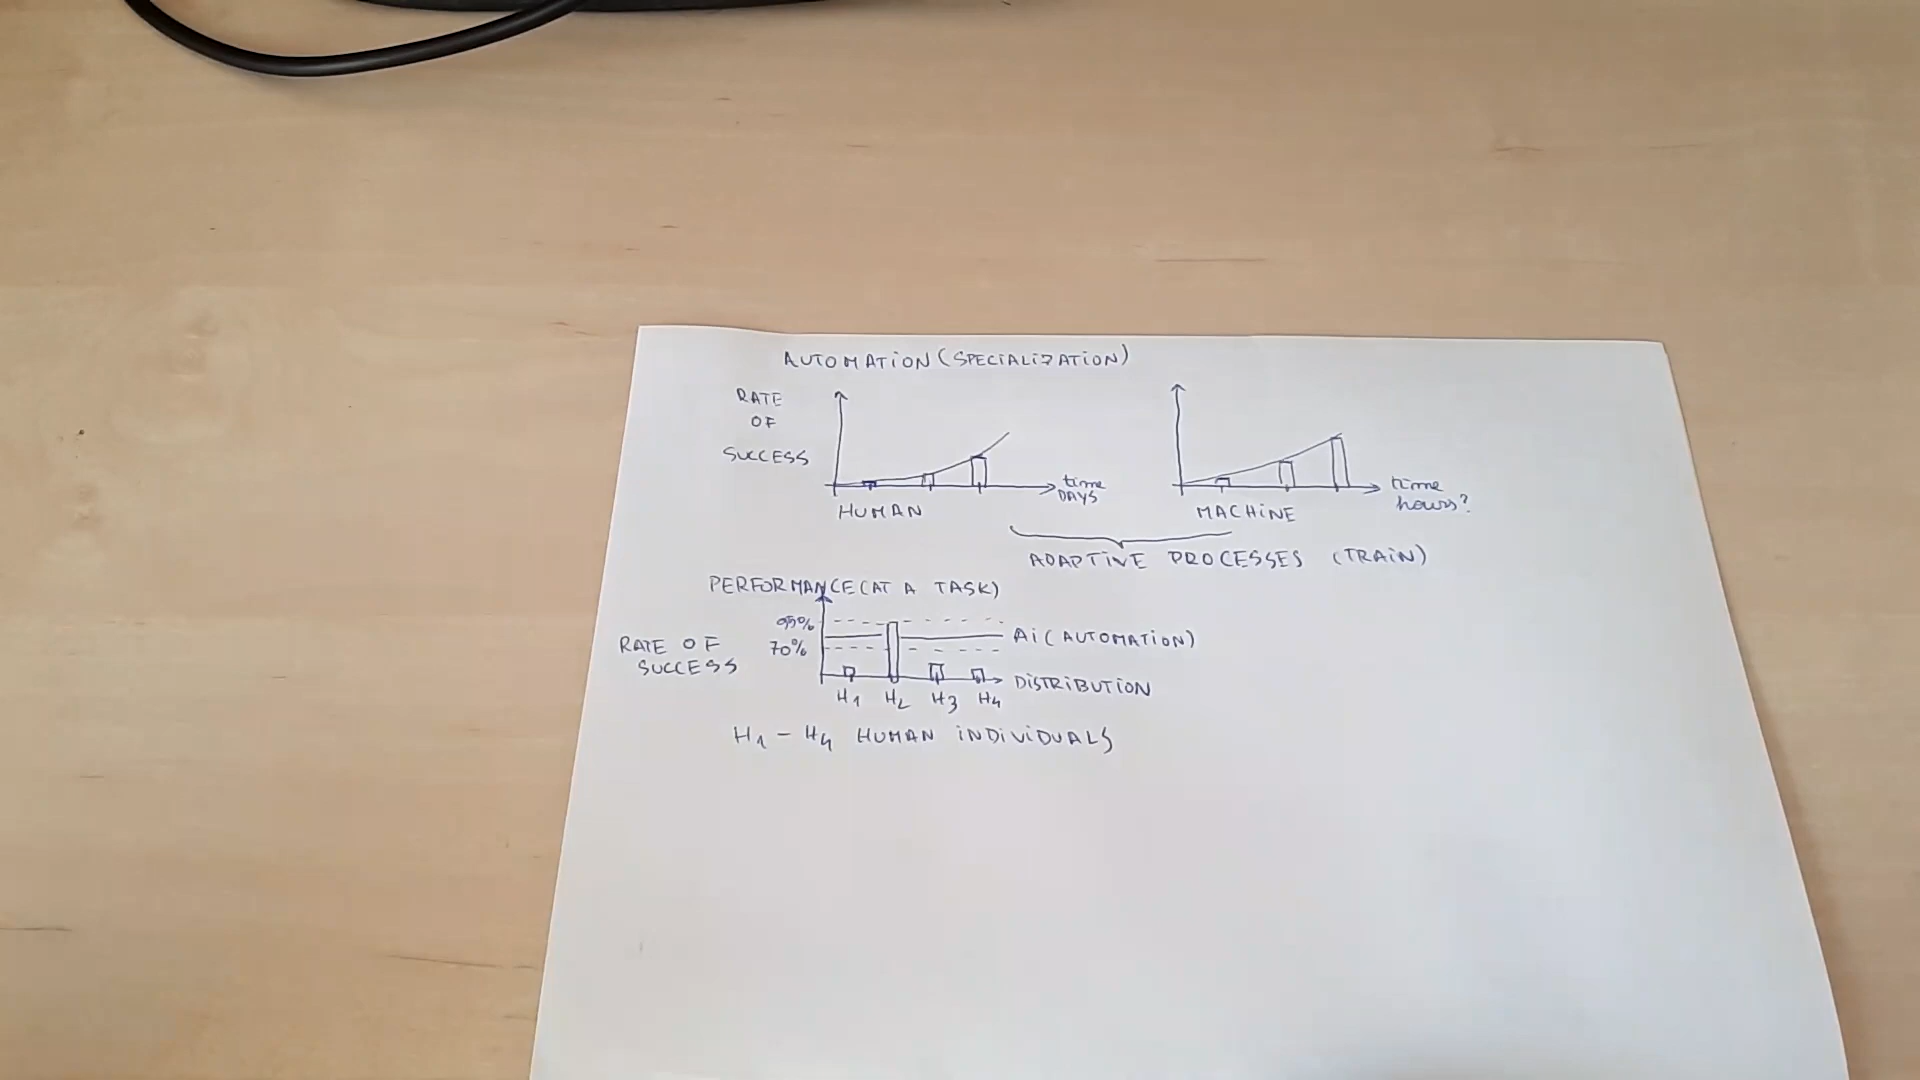 AUTOMATiON (SPECiALiZATiON)
RATE
OF
SUCCESS
time
DAYS
HUMAN
time
hours?
MACHiNE
ADAPTiVE PROCESSES (TRAiN)
PERFORMANCE (AT A TASK)
99%
70%
RATE OF
SUCCESS
Ai (AUTOMATiON)
DiSTRiBUTiON
H1 H2 H3 H4
H1 - H4 HUMAN iNDiViDUALS